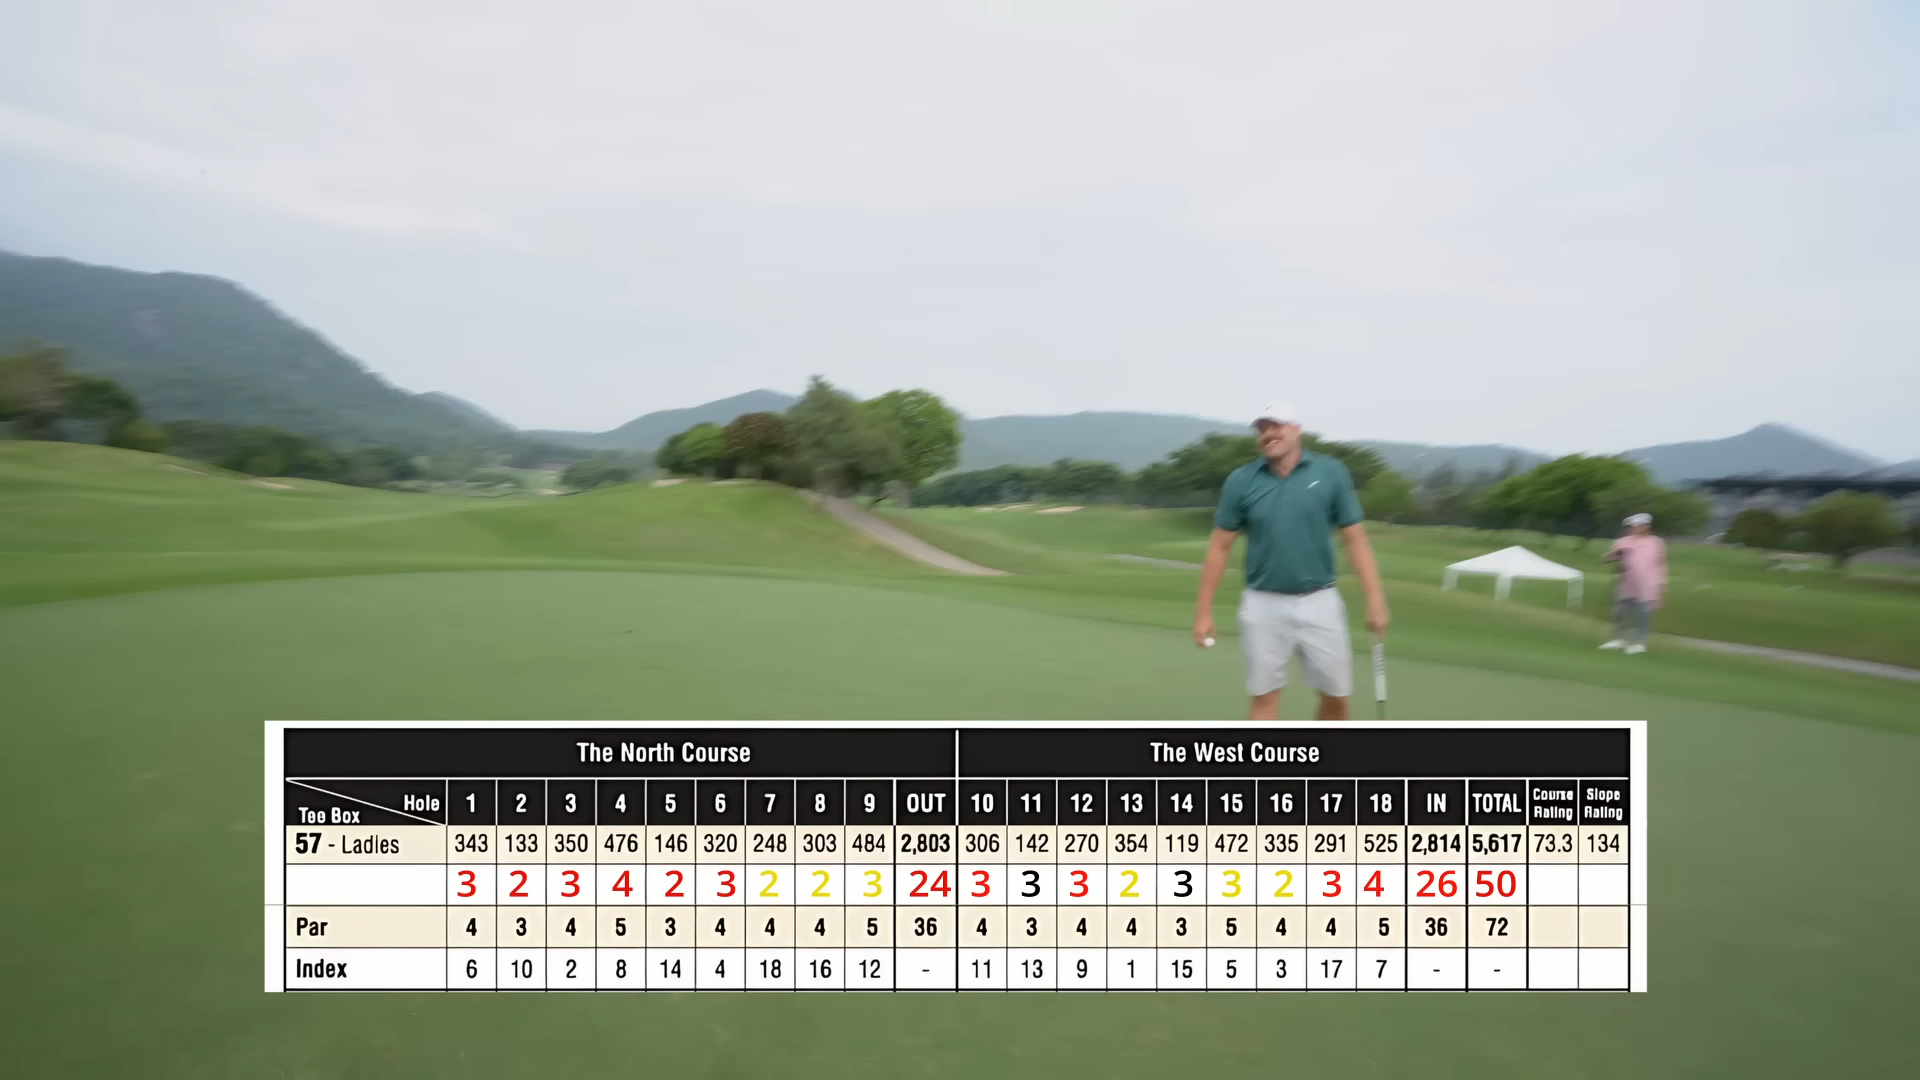 The North Course The West Course
Hole 1 2 3 4 5 6 7 8 9 OUT 10 11 12 13 14 15 16 17 18 IN TOTAL Course Rating Slope Rating
Tee Box
57 - Ladies 343 133 350 476 146 320 248 303 484 2,803 306 142 270 354 119 472 335 291 525 2,814 5,617 73.3 134
3 2 3 4 2 3 2 2 3 24 3 3 3 2 3 3 2 3 4 26 50
Par 4 3 4 5 3 4 4 4 5 36 4 3 4 4 3 5 4 4 5 36 72
Index 6 10 2 8 14 4 18 16 12 - 11 13 9 1 15 5 3 17 7 - -